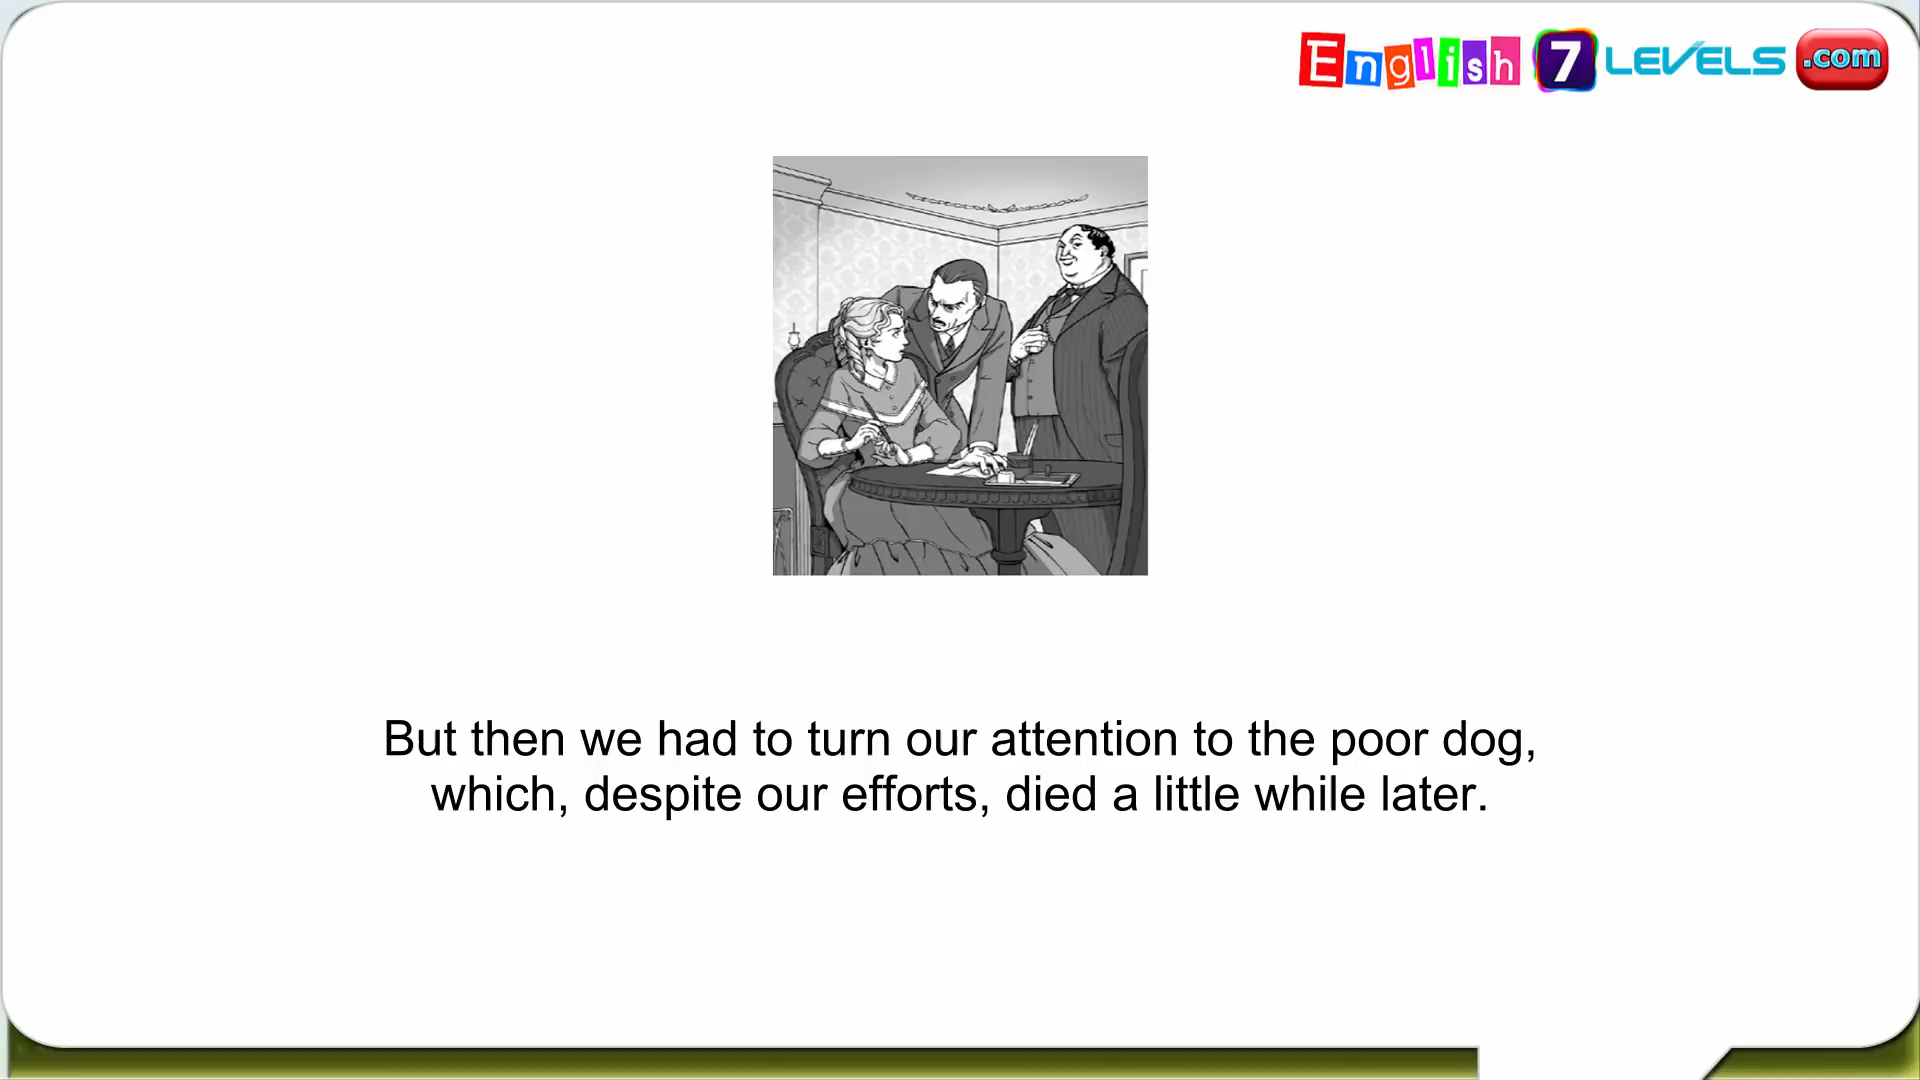 English 7 LEVELS .com
But then we had to turn our attention to the poor dog,
which, despite our efforts, died a little while later.